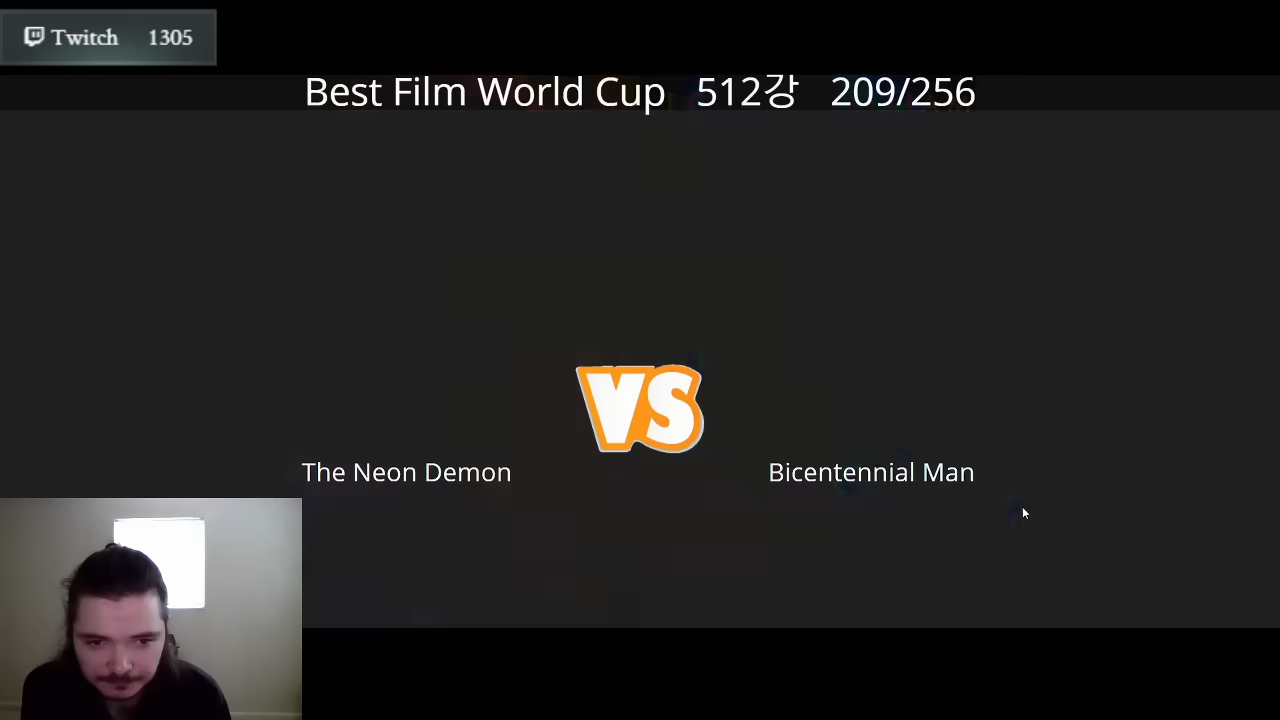 Twitch 1305
Best Film World Cup 512강 209/256
VS
The Neon Demon
Bicentennial Man